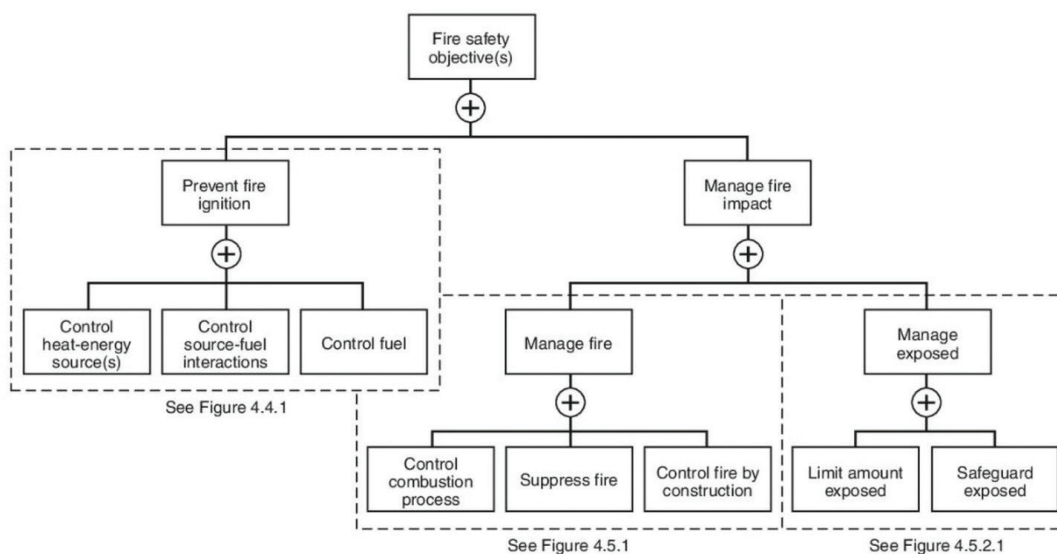 Fire safety
objective(s)
+
Prevent fire
ignition
Manage fire
impact
+
+
Control
heat-energy
source(s)
Control
source-fuel
interactions
Control fuel
Manage fire
Manage
exposed
See Figure 4.4.1
+
+
Control
combustion
process
Suppress fire
Control fire by
construction
Limit amount
exposed
Safeguard
exposed
See Figure 4.5.1
See Figure 4.5.2.1